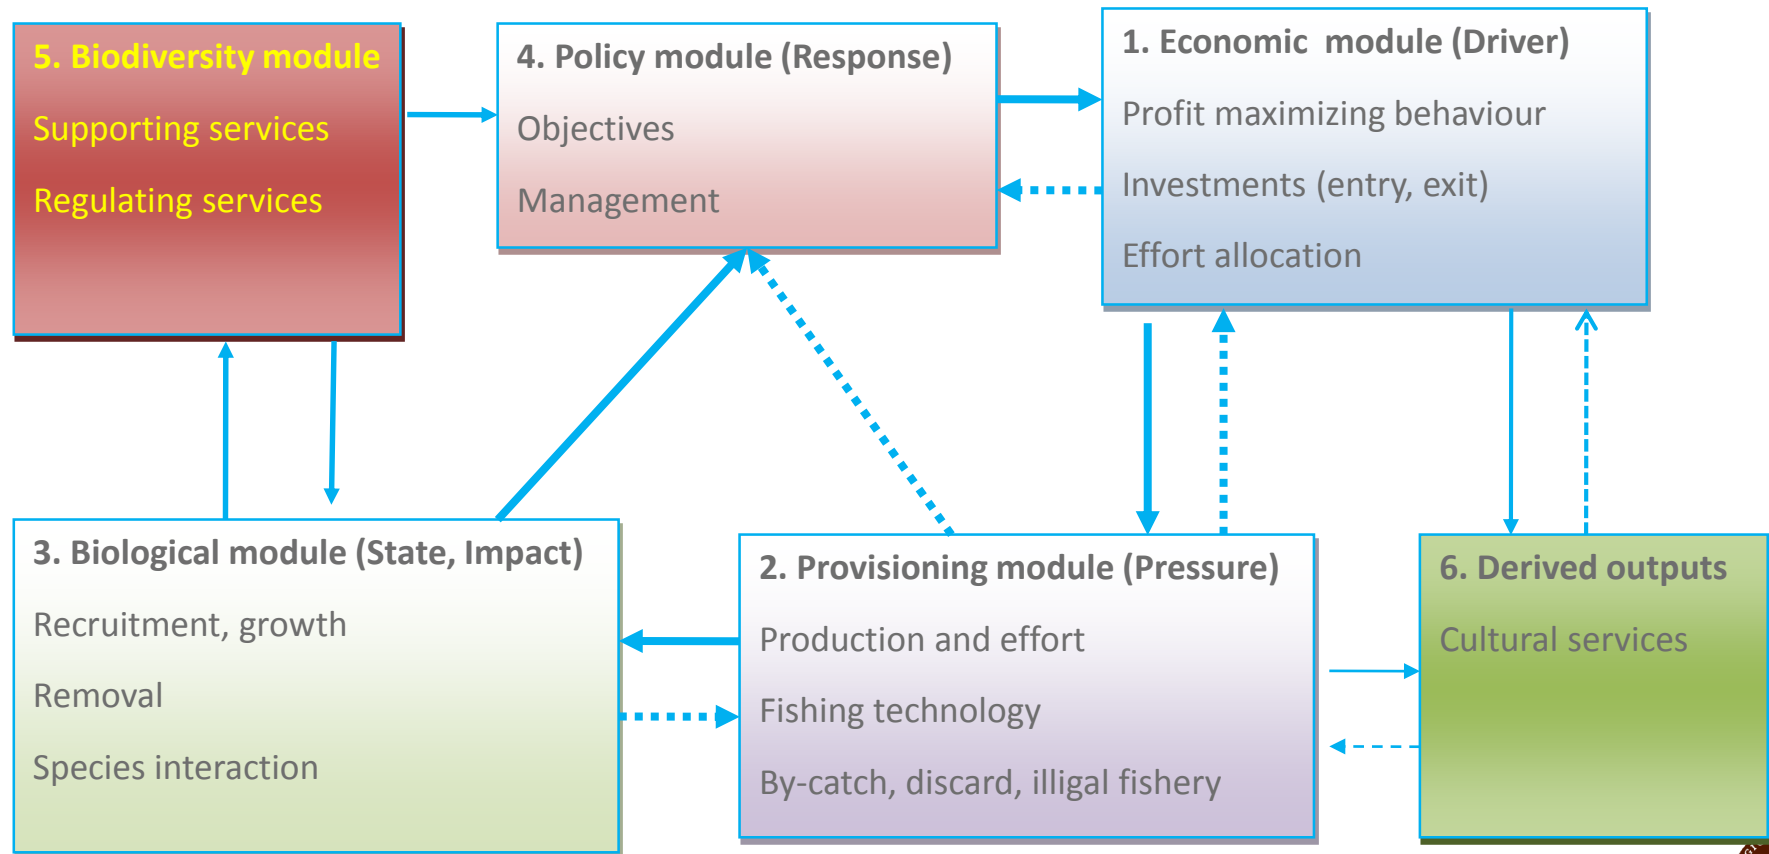 5. Biodiversity module
Supporting services
Regulating services
4. Policy module (Response)
Objectives
Management
1. Economic module (Driver)
Profit maximizing behaviour
Investments (entry, exit)
Effort allocation
3. Biological module (State, Impact)
Recruitment, growth
Removal
Species interaction
2. Provisioning module (Pressure)
Production and effort
Fishing technology
By-catch, discard, illigal fishery
6. Derived outputs
Cultural services